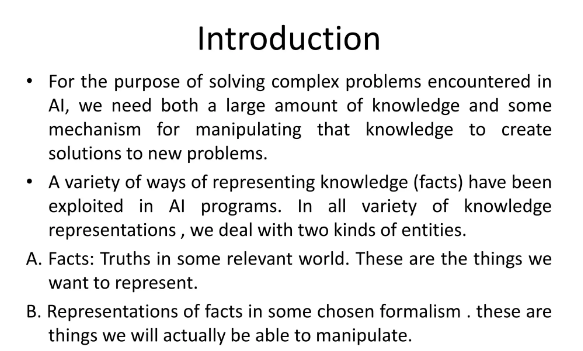 Introduction
• For the purpose of solving complex problems encountered in
AI, we need both a large amount of knowledge and some
mechanism for manipulating that knowledge to create
solutions to new problems.
• A variety of ways of representing knowledge (facts) have been
exploited in AI programs. In all variety of knowledge
representations , we deal with two kinds of entities.
A. Facts: Truths in some relevant world. These are the things we
want to represent.
B. Representations of facts in some chosen formalism . these are
things we will actually be able to manipulate.